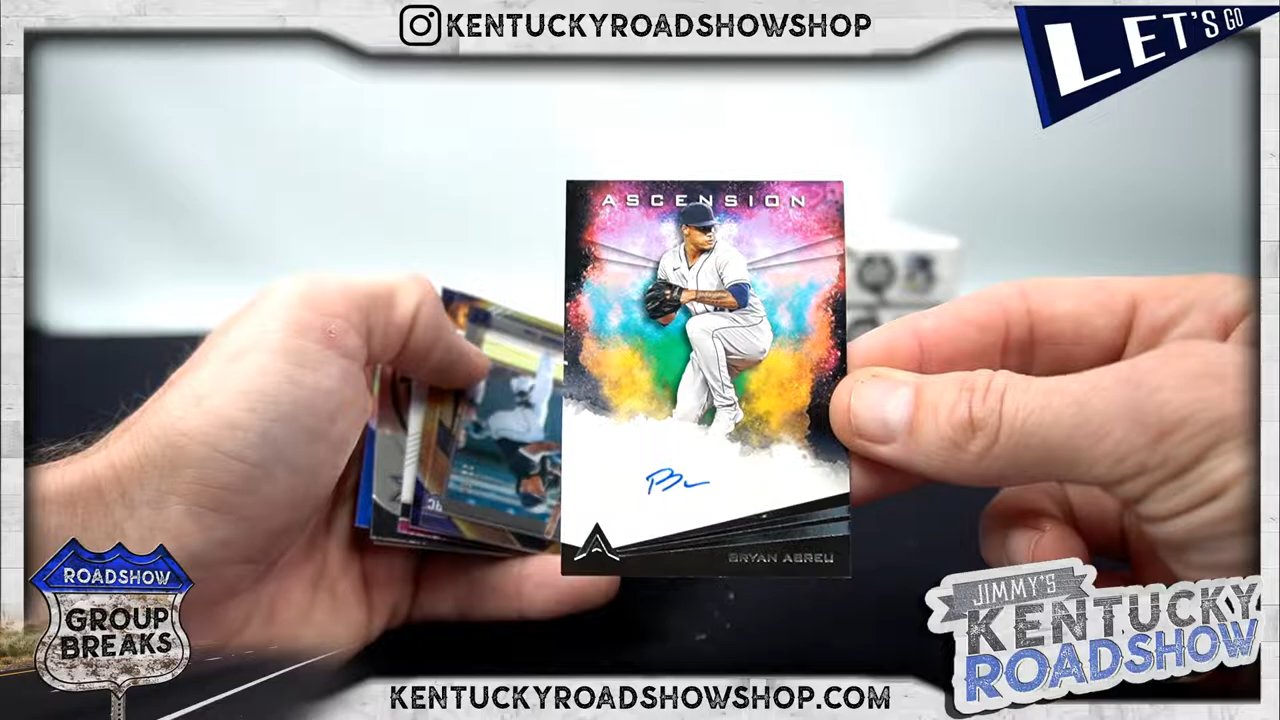 KENTUCKYROADSHOWSHOP
LET'S GO
ASCENSION
BRYAN ABREU
ROADSHOW
GROUP
BREAKS
JIMMY'S
KENTUCKY
ROADSHOW
KENTUCKYROADSHOWSHOP.COM